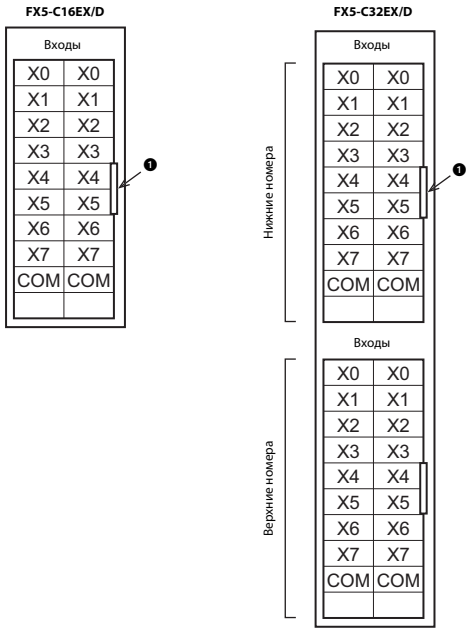 FX5-C16EX/D
Входы
X0 X0
X1 X1
X2 X2
X3 X3
X4 X4
X5 X5
X6 X6
X7 X7
COM COM
❶
FX5-C32EX/D
Входы
Нижние номера
X0 X0
X1 X1
X2 X2
X3 X3
X4 X4
X5 X5
X6 X6
X7 X7
COM COM
❶
Входы
Верхние номера
X0 X0
X1 X1
X2 X2
X3 X3
X4 X4
X5 X5
X6 X6
X7 X7
COM COM